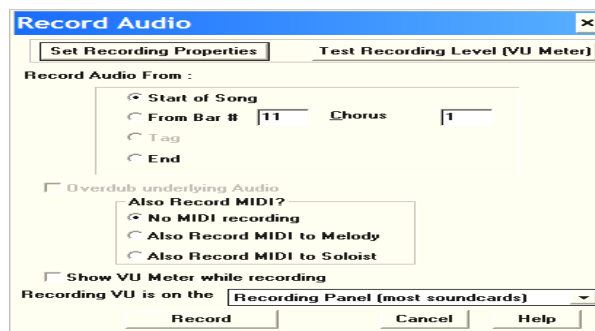 Record Audio
Set Recording Properties Test Recording Level (VU Meter)
Record Audio From :
Start of Song
From Bar # 11 Chorus 1
Tag
End
Overdub underlying Audio
Also Record MIDI?
No MIDI recording
Also Record MIDI to Melody
Also Record MIDI to Soloist
Show VU Meter while recording
Recording VU is on the Recording Panel (most soundcards)
Record Cancel Help